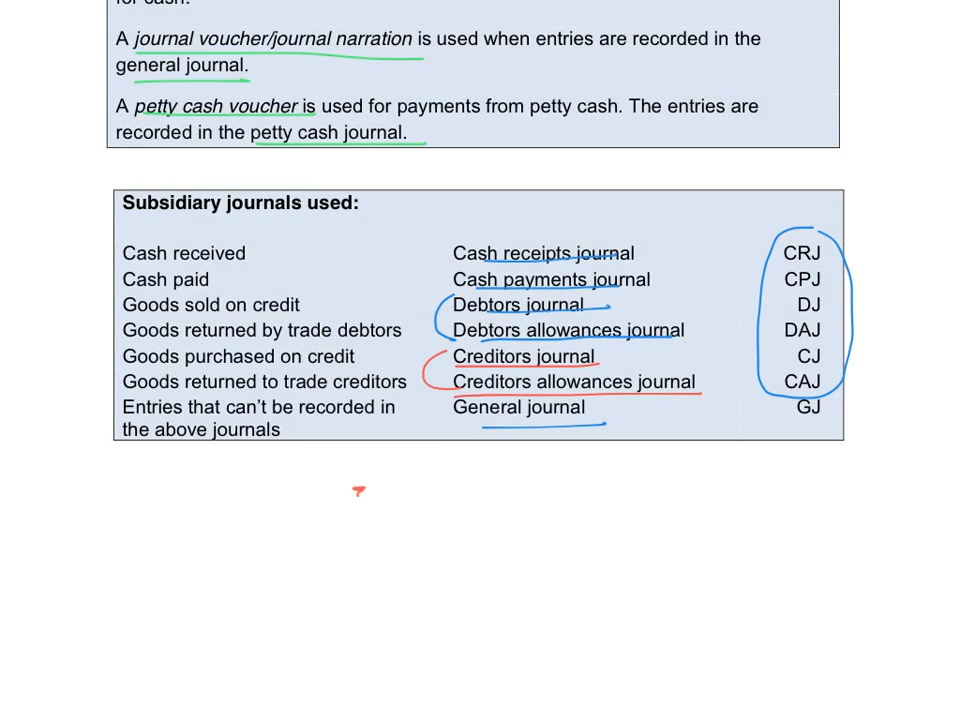 for cash.
A journal voucher/journal narration is used when entries are recorded in the
general journal.
A petty cash voucher is used for payments from petty cash. The entries are
recorded in the petty cash journal.
Subsidiary journals used:
Cash received Cash receipts journal CRJ
Cash paid Cash payments journal CPJ
Goods sold on credit Debtors journal DJ
Goods returned by trade debtors Debtors allowances journal DAJ
Goods purchased on credit Creditors journal CJ
Goods returned to trade creditors Creditors allowances journal CAJ
Entries that can’t be recorded in General journal GJ
the above journals